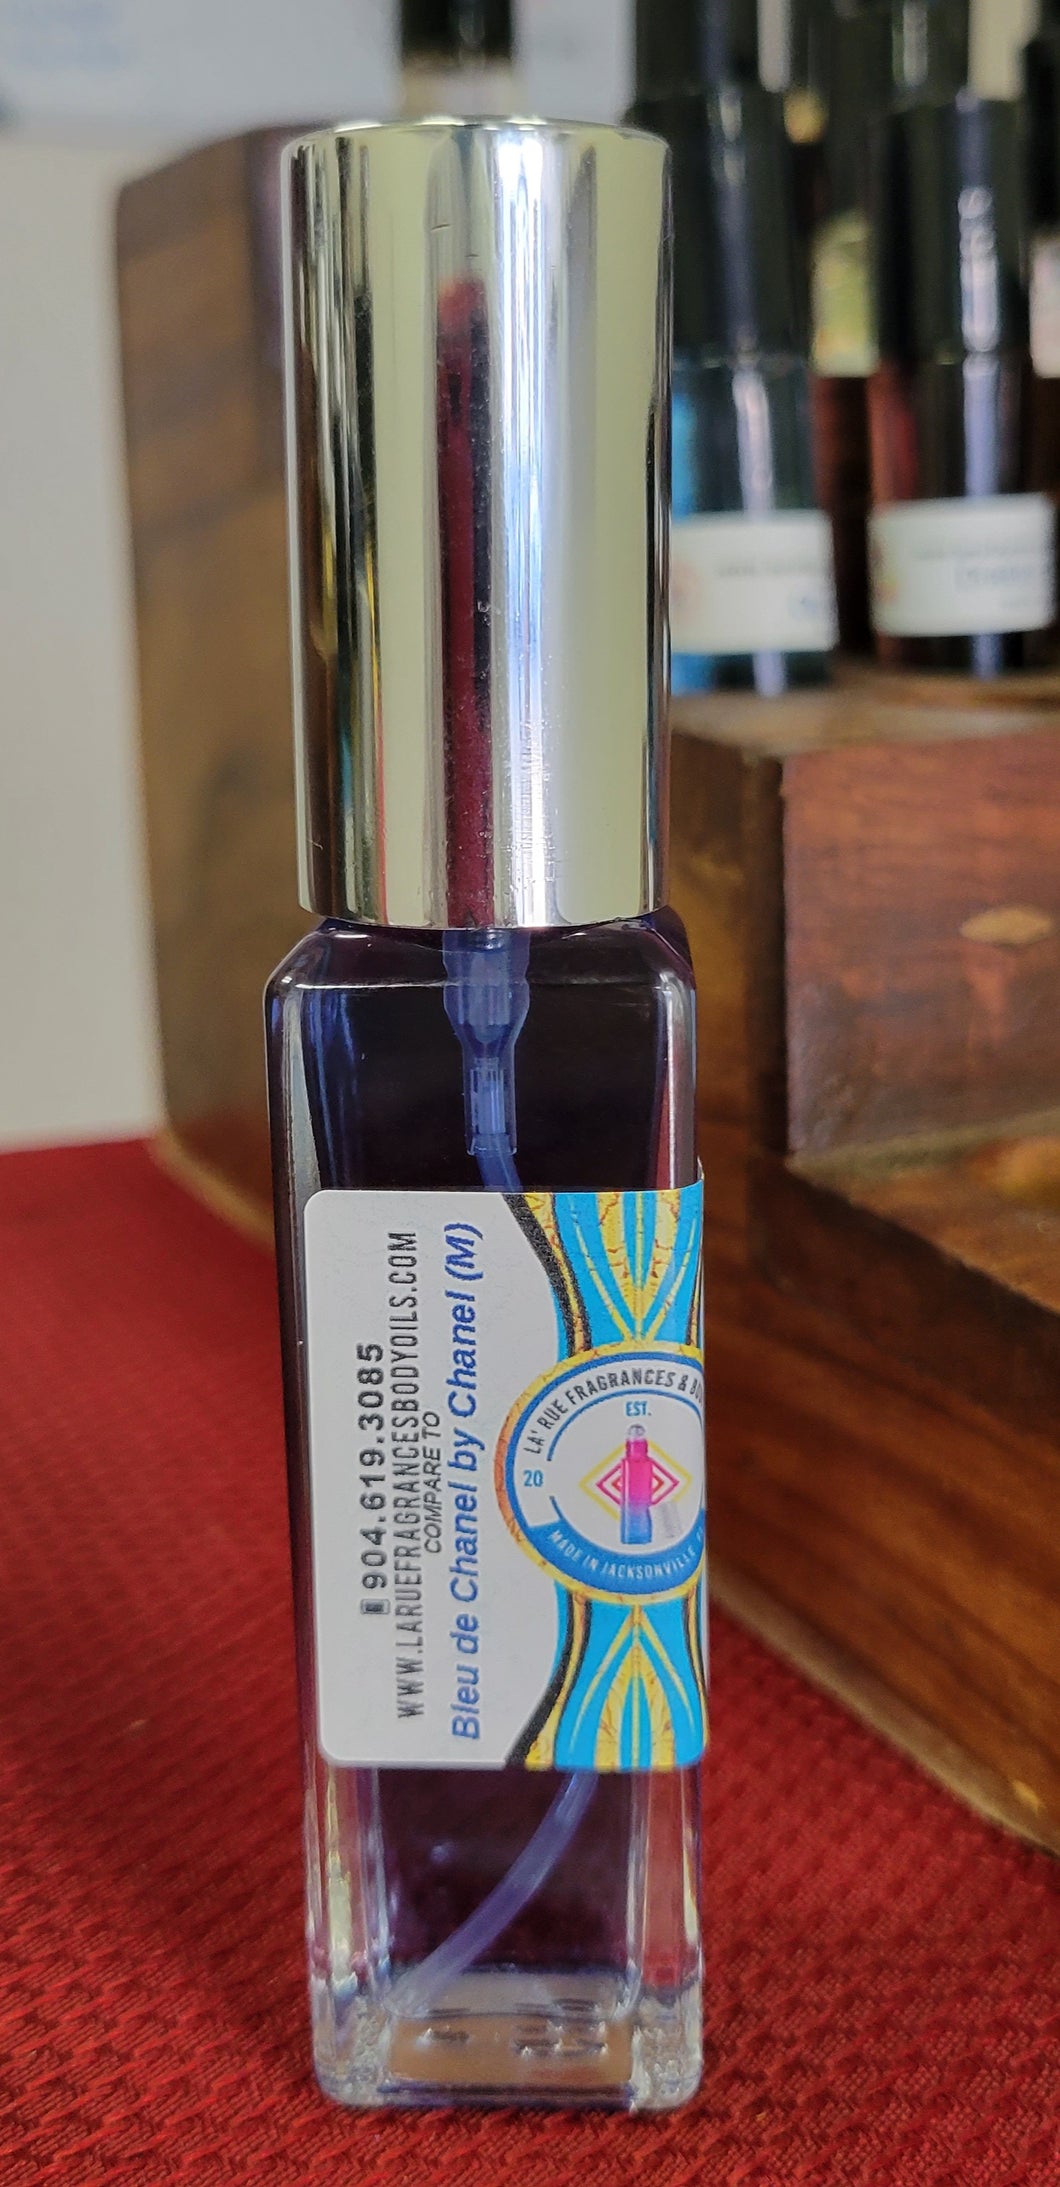 904.619.3085
WWW.LARUEFRAGRANCESBODYOILS.COM
COMPARE TO
Bleu de Chanel by Chanel (M)
LA' RUE FRAGRANCES &
EST.
20
MADE IN JACKSONVILLE